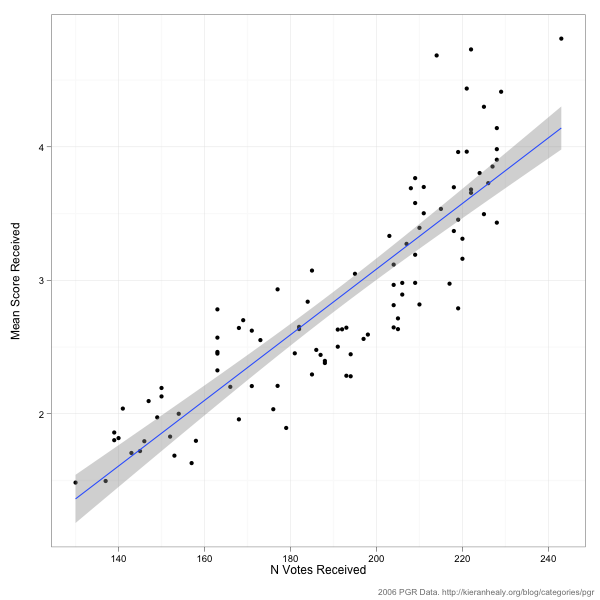 4
3
2
Mean Score Received
140 160 180 200 220 240
N Votes Received
2006 PGR Data. http://kieranhealy.org/blog/categories/pgr